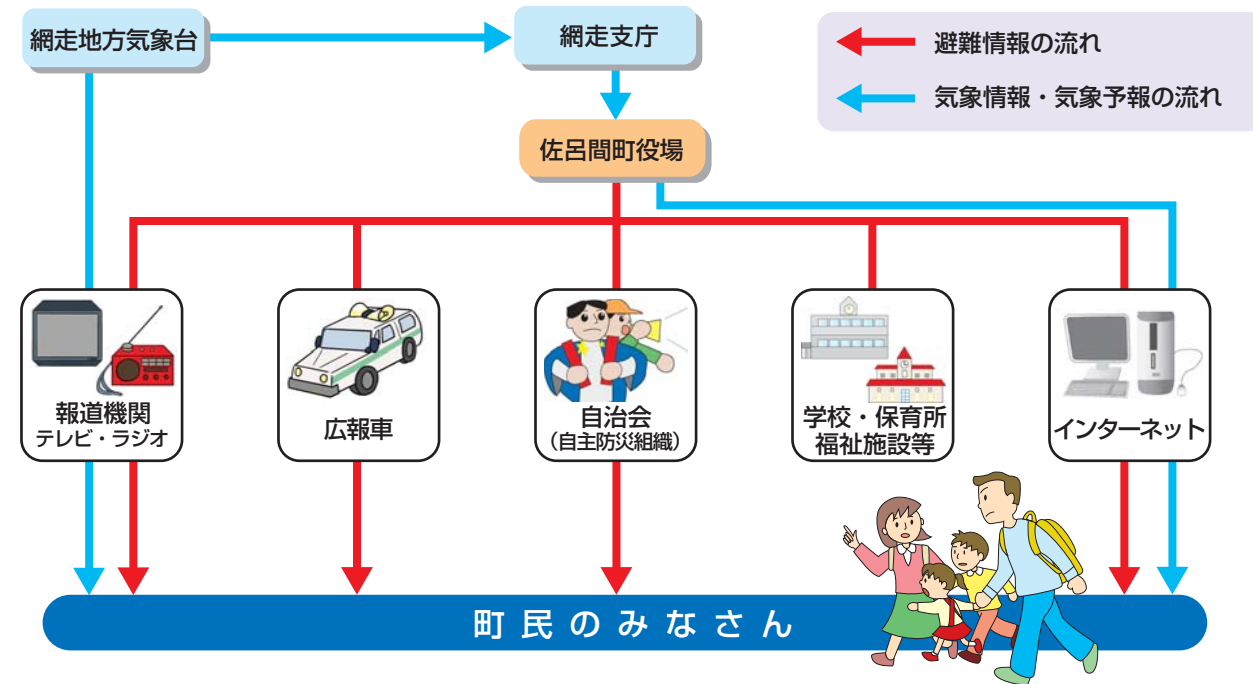 網走地方気象台
網走支庁
避難情報の流れ
気象情報・気象予報の流れ
佐呂間町役場
報道機関
テレビ・ラジオ
広報車
自治会
（自主防災組織）
学校・保育所
福祉施設等
インターネット
町民のみなさん